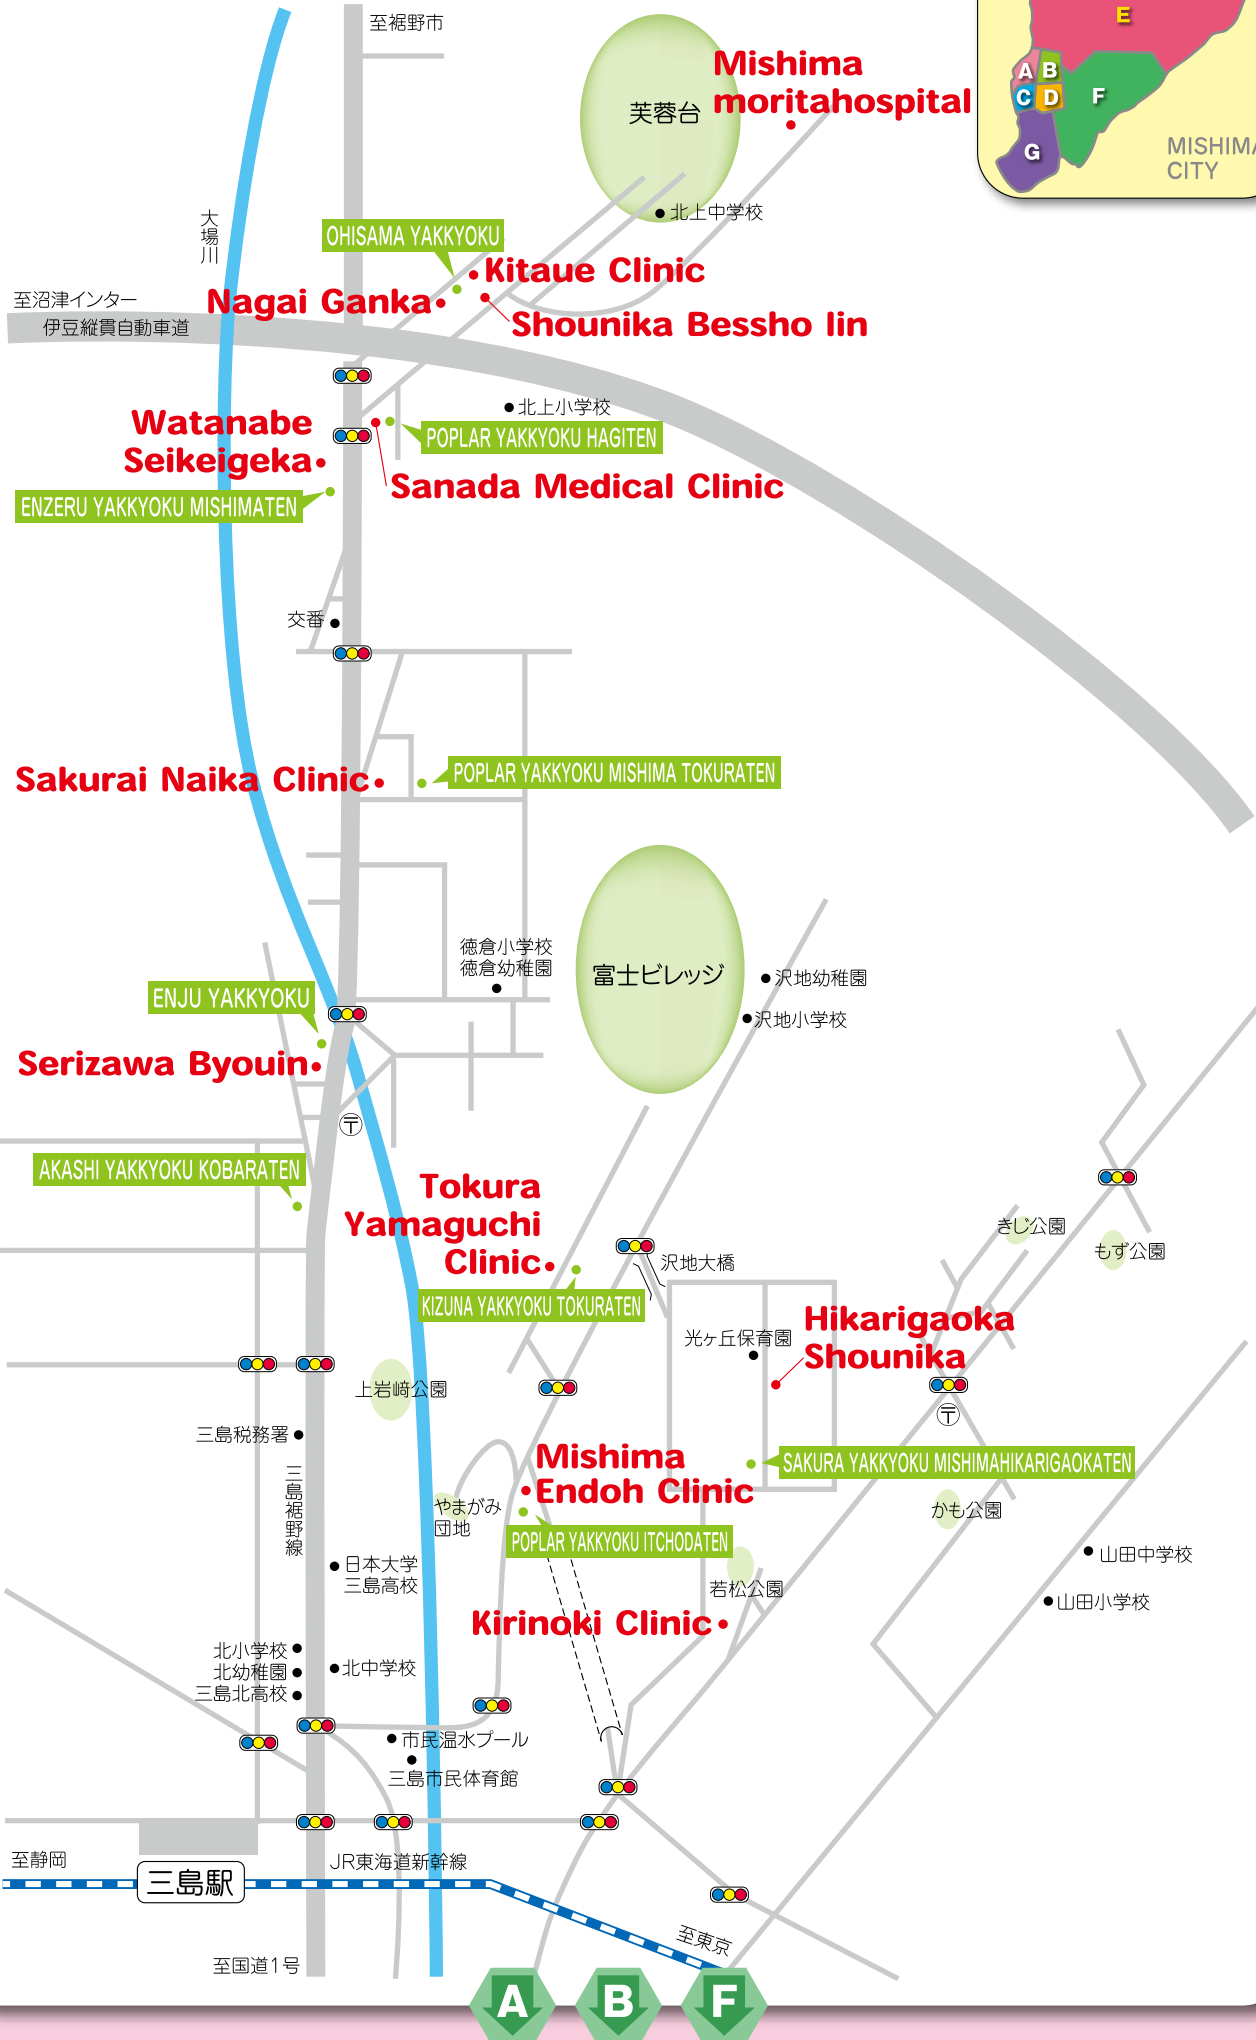 至裾野市
E
Mishima
moritahospital
A
B
芙蓉台
C
D
F
MISHIMA
CITY
G
大場川
北上中学校
OHISAMA YAKKYOKU
Kitaue Clinic
至沼津インター
Nagai Ganka
伊豆縦貫自動車道
Shounika Bessho Iin
北上小学校
Watanabe
Seikeigeka
POPLAR YAKKYOKU HAGITEN
Sanada Medical Clinic
ENZERU YAKKYOKU MISHIMATEN
交番
Sakurai Naika Clinic
POPLAR YAKKYOKU MISHIMA TOKURATEN
徳倉小学校
徳倉幼稚園
富士ビレッジ
沢地幼稚園
沢地小学校
ENJU YAKKYOKU
Serizawa Byouin
〒
AKASHI YAKKYOKU KOBARATEN
Tokura
Yamaguchi
Clinic
きじ公園
もず公園
沢地大橋
KIZUNA YAKKYOKU TOKURATEN
Hikarigaoka
Shounika
光ヶ丘保育園
上岩﨑公園
〒
三島税務署
Mishima
Endoh Clinic
SAKURA YAKKYOKU MISHIMAHIKARIGAOKATEN
三島裾野線
やまがみ
団地
かも公園
POPLAR YAKKYOKU ITCHODATEN
山田中学校
日本大学
三島高校
若松公園
山田小学校
Kirinoki Clinic
北小学校
北幼稚園
三島北高校
北中学校
市民温水プール
三島市民体育館
至静岡
三島駅
JR東海道新幹線
至東京
至国道1号
A
B
F